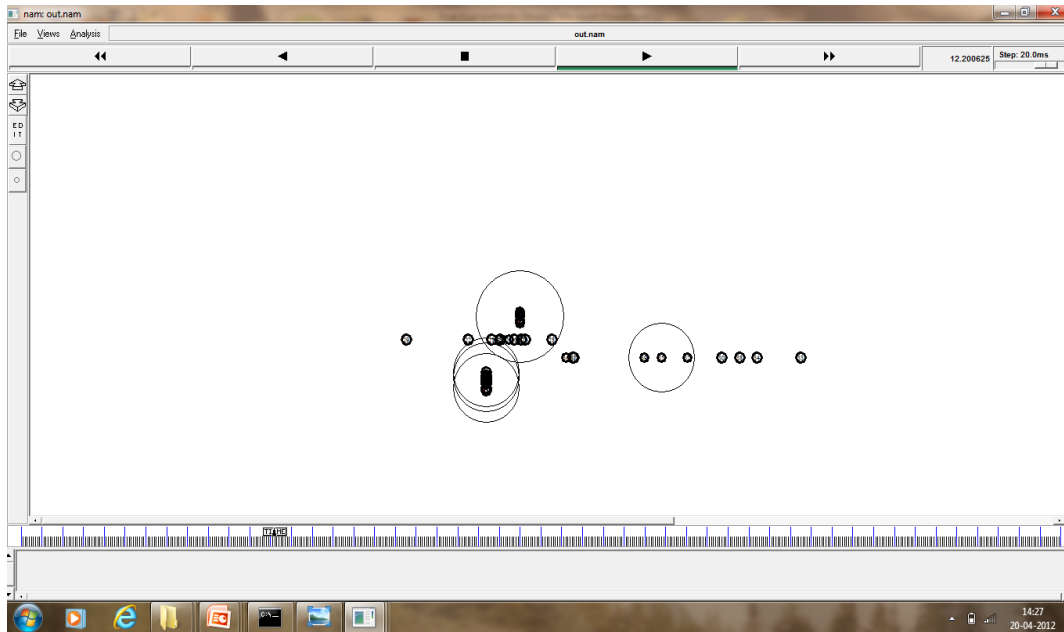 nam: out.nam
File Views Analysis out.nam
12.200625 Step: 20.0ms
ED
IT
TIME
C:\_
14:27
20-04-2012